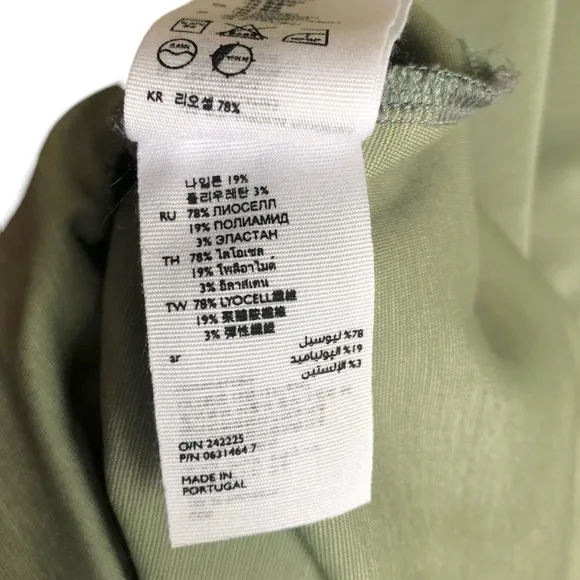 KR 리오셀 78%
나일론 19%
폴리우레탄 3%
RU 78% ЛИОСЕЛЛ
19% ПОЛИАМИД
3% ЭЛАСТАН
TH 78% ไลโอเซล
19% โพลีอาไมด์
3% อีลาสเตน
TW 78% LYOCELL纖維
19% 聚醯胺纖維
3% 彈性纖維
ar
78% ليوسيل
19% البولياميد
3% الإلستين
O/N 242225
P/N 0631464.7
MADE IN
PORTUGAL